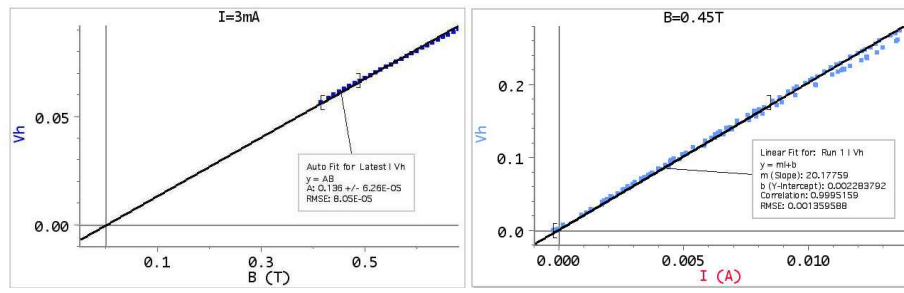 I=3mA
Vh
0.05
0.00
Auto Fit for Latest | Vh
y = AB
A: 0.136 +/- 6.26E-05
RMSE: 8.05E-05
0.1
0.3
0.5
B (T)
B=0.45T
Vh
0.2
0.1
0.0
Linear Fit for: Run 1 | Vh
y = mI+b
m (Slope): 20.17759
b (Y-Intercept): 0.002283792
Correlation: 0.9995159
RMSE: 0.001359588
0.000
0.005
0.010
I (A)